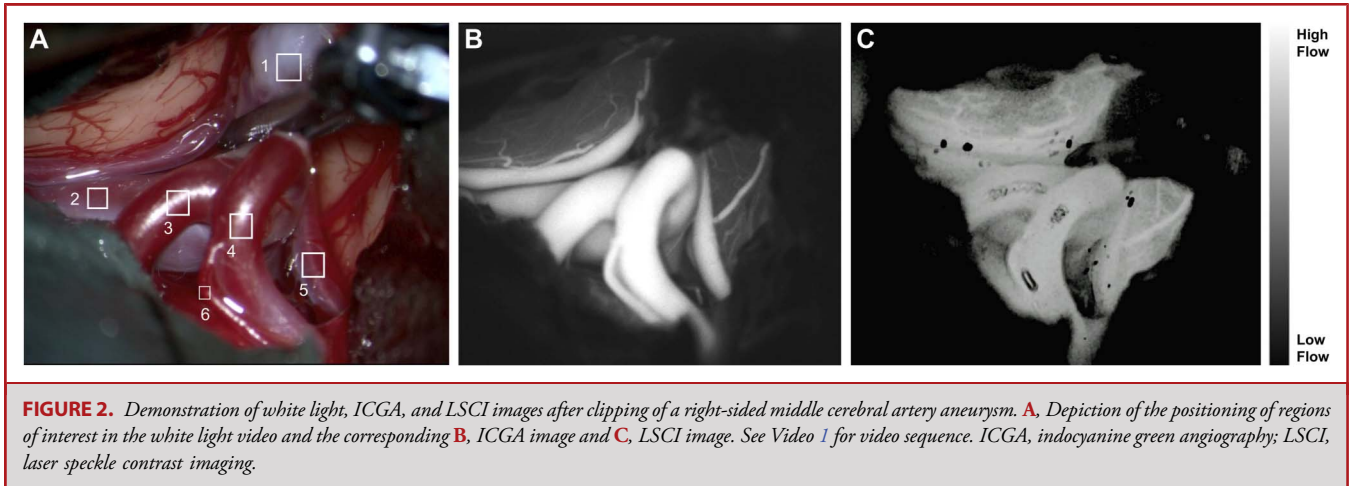 A
B
C
1
2
3
4
5
6
High
Flow
Low
Flow
FIGURE 2. Demonstration of white light, ICGA, and LSCI images after clipping of a right-sided middle cerebral artery aneurysm. A, Depiction of the positioning of regions
of interest in the white light video and the corresponding B, ICGA image and C, LSCI image. See Video 1 for video sequence. ICGA, indocyanine green angiography; LSCI,
laser speckle contrast imaging.